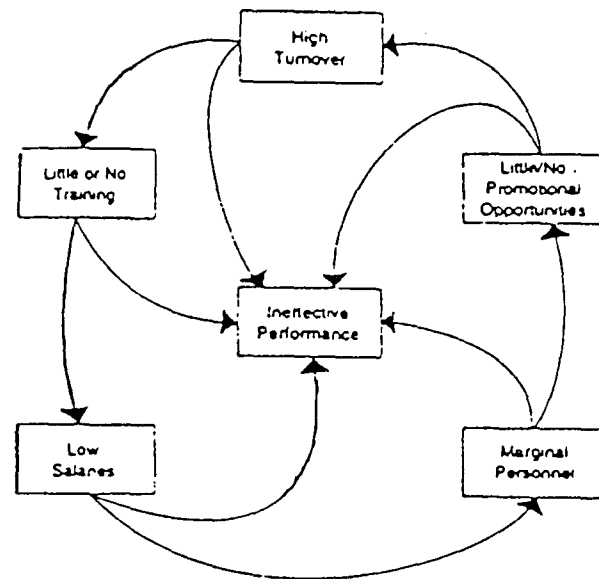 High
Turnover
Little or No
Training
Little/No
Promotional
Opportunities
Ineffective
Performance
Low
Salaries
Marginal
Personnel